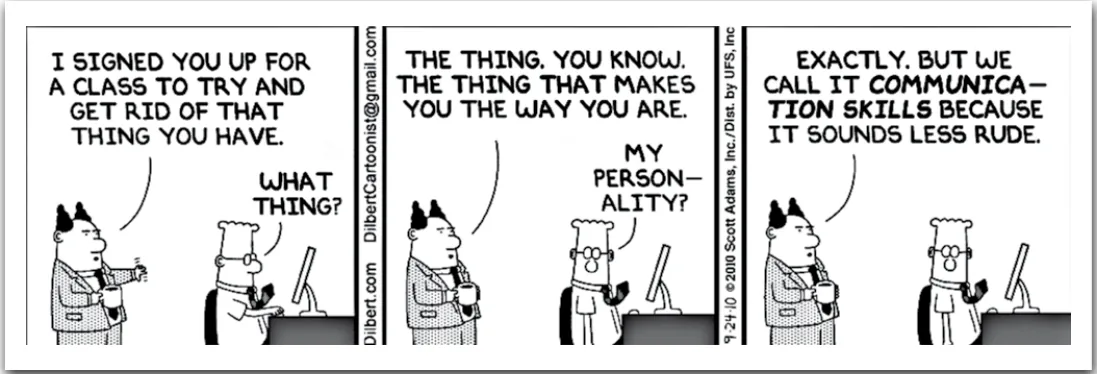 I SIGNED YOU UP FOR
A CLASS TO TRY AND
GET RID OF THAT
THING YOU HAVE.
WHAT
THING?
Dilbert.com DilbertCartoonist@gmail.com
THE THING. YOU KNOW.
THE THING THAT MAKES
YOU THE WAY YOU ARE.
MY
PERSON-
ALITY?
9-24-10 ©2010 Scott Adams, Inc./Dist. by UFS, Inc
EXACTLY. BUT WE
CALL IT COMMUNICA-
TION SKILLS BECAUSE
IT SOUNDS LESS RUDE.